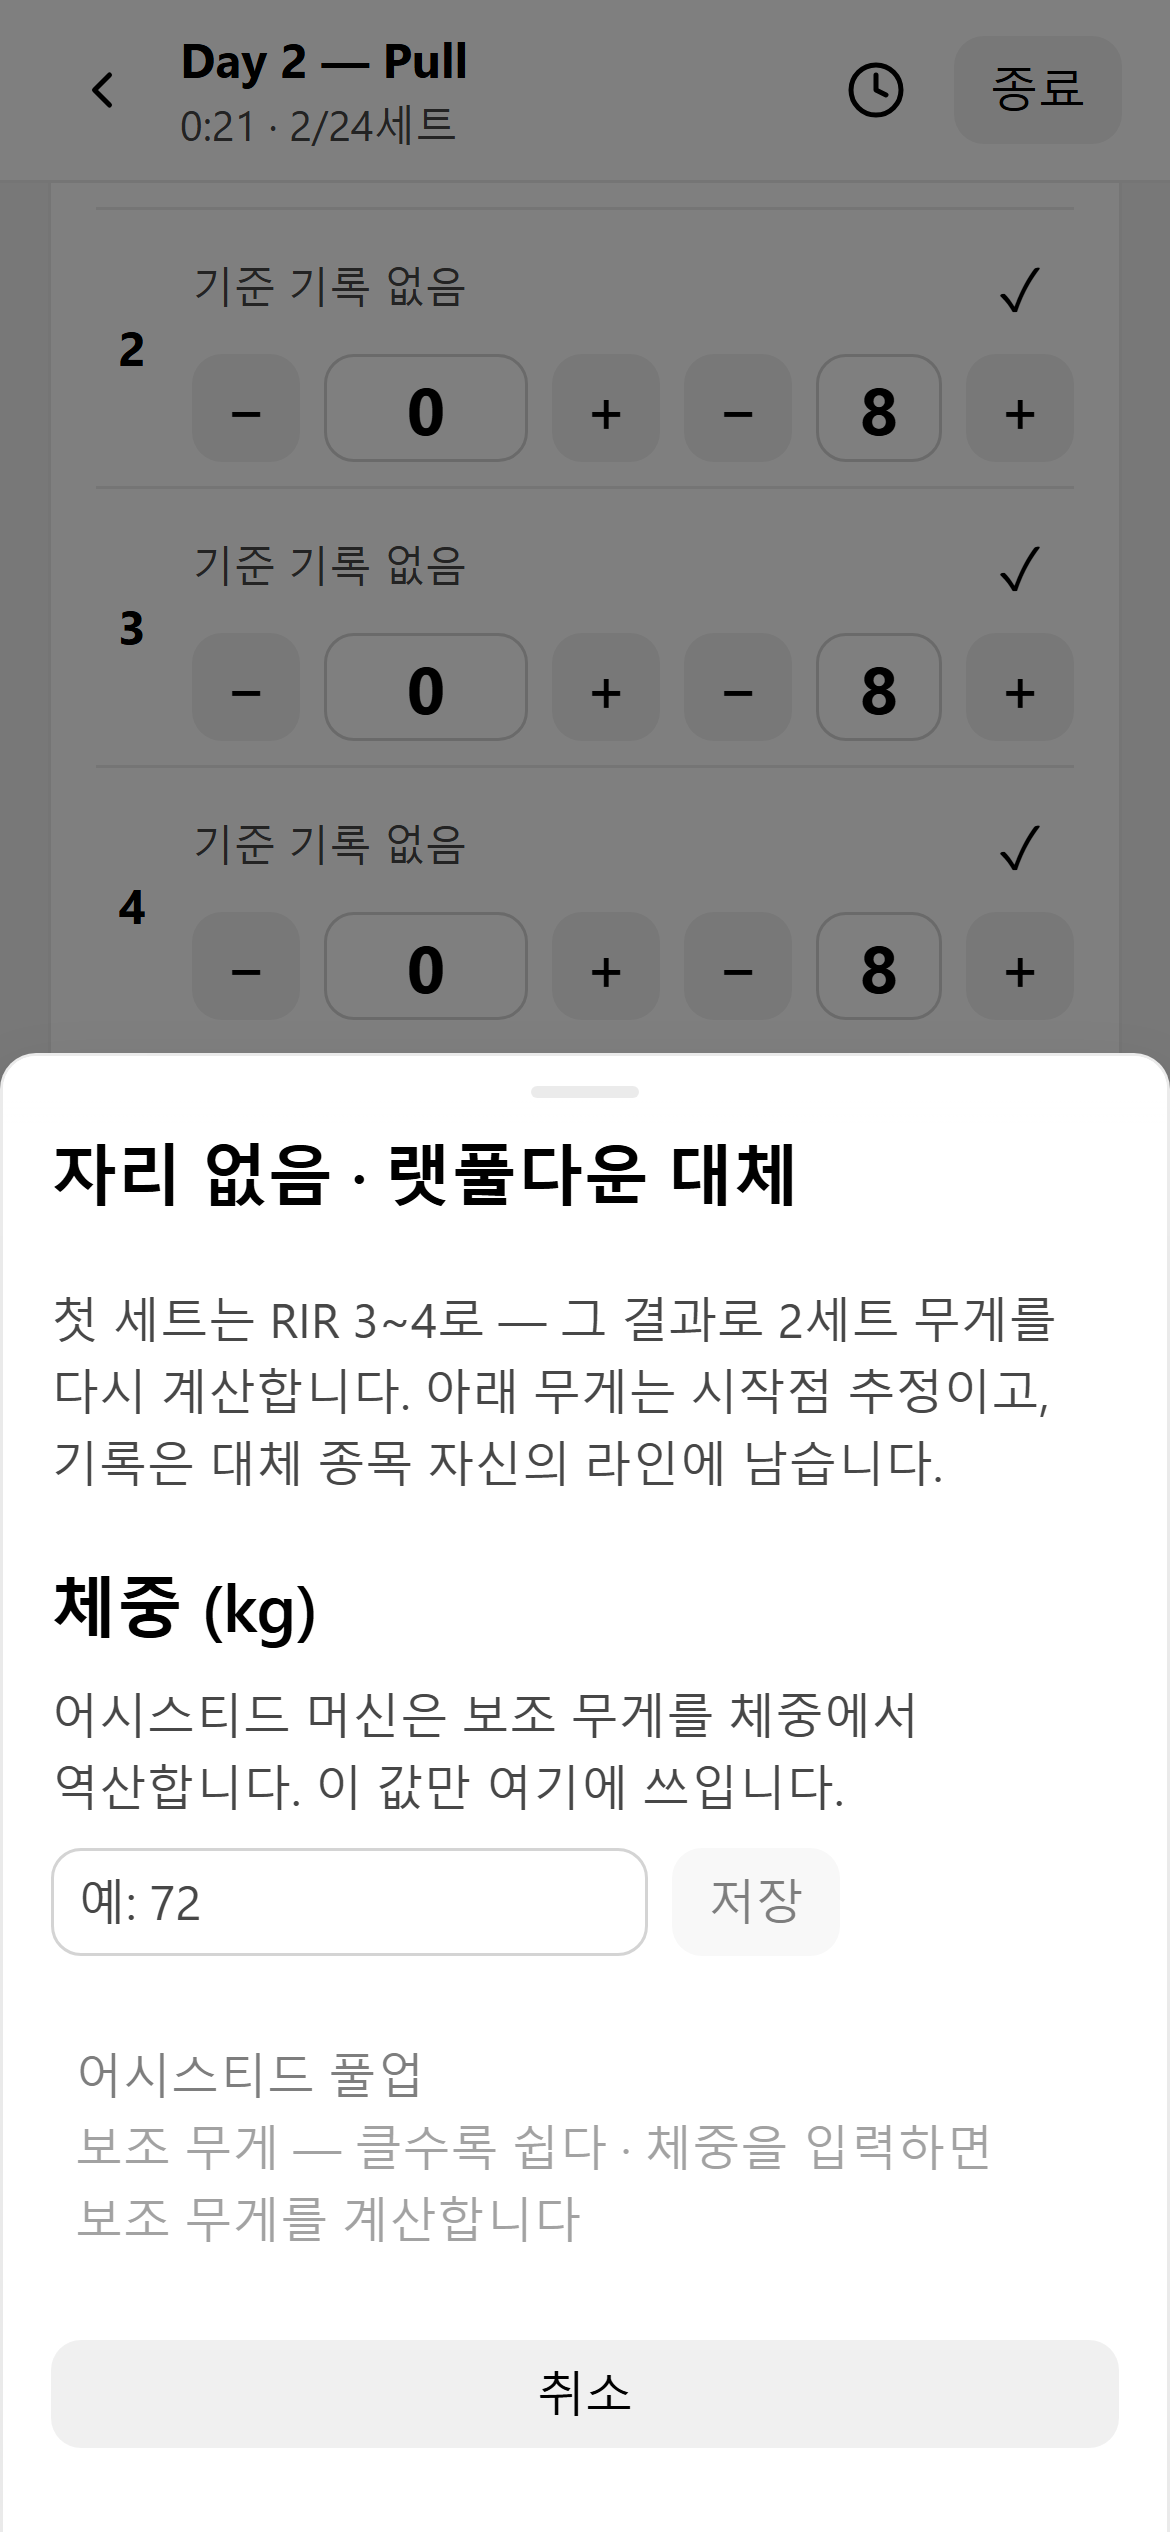 Day 2 — Pull
0:21 · 2/24세트
종료
기준 기록 없음
✓
2
−
0
+
−
8
+
기준 기록 없음
✓
3
−
0
+
−
8
+
기준 기록 없음
✓
4
−
0
+
−
8
+
자리 없음 · 랫풀다운 대체
첫 세트는 RIR 3~4로 — 그 결과로 2세트 무게를
다시 계산합니다. 아래 무게는 시작점 추정이고,
기록은 대체 종목 자신의 라인에 남습니다.
체중 (kg)
어시스티드 머신은 보조 무게를 체중에서
역산합니다. 이 값만 여기에 쓰입니다.
예: 72
저장
어시스티드 풀업
보조 무게 — 클수록 쉽다 · 체중을 입력하면
보조 무게를 계산합니다
취소